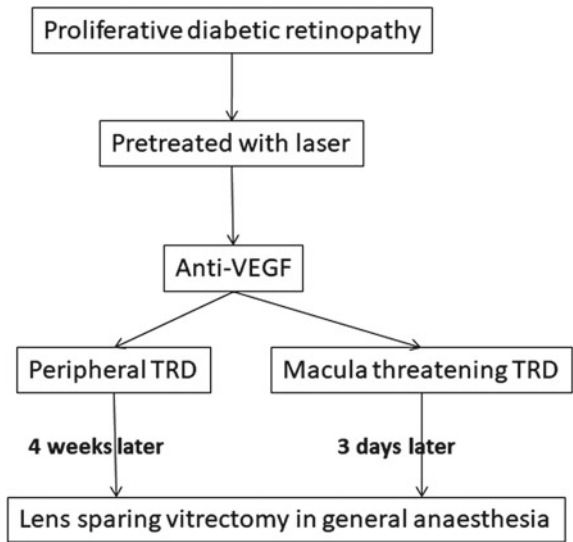 Proliferative diabetic retinopathy
Pretreated with laser
Anti-VEGF
Peripheral TRD
Macula threatening TRD
4 weeks later
3 days later
Lens sparing vitrectomy in general anaesthesia